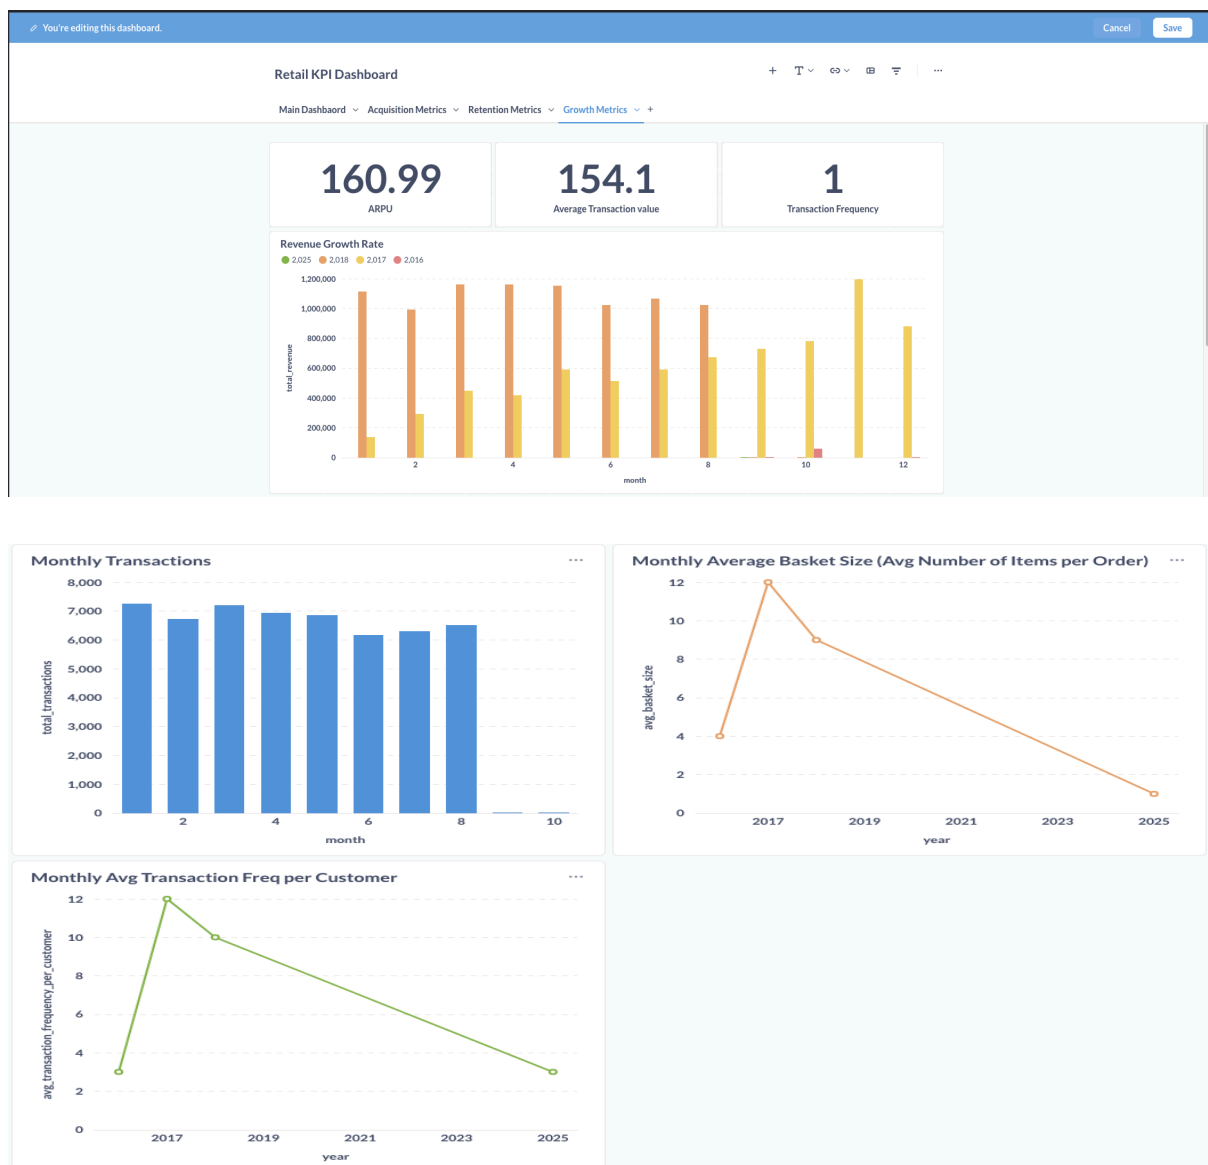 You're editing this dashboard.
Cancel
Save
Retail KPI Dashboard
Main Dashbaord
Acquisition Metrics
Retention Metrics
Growth Metrics
+
160.99
ARPU
154.1
Average Transaction value
1
Transaction Frequency
Revenue Growth Rate
2,025 2,018 2,017 2,016
1,200,000
1,000,000
800,000
600,000
400,000
200,000
0
total_revenue
2 4 6 8 10 12
month
Monthly Transactions
8,000
7,000
6,000
5,000
4,000
3,000
2,000
1,000
0
total_transactions
2 4 6 8 10
month
Monthly Average Basket Size (Avg Number of Items per Order)
12
10
8
6
4
2
0
avg_basket_size
2017 2019 2021 2023 2025
year
Monthly Avg Transaction Freq per Customer
12
10
8
6
4
2
0
avg_transaction_frequency_per_customer
2017 2019 2021 2023 2025
year